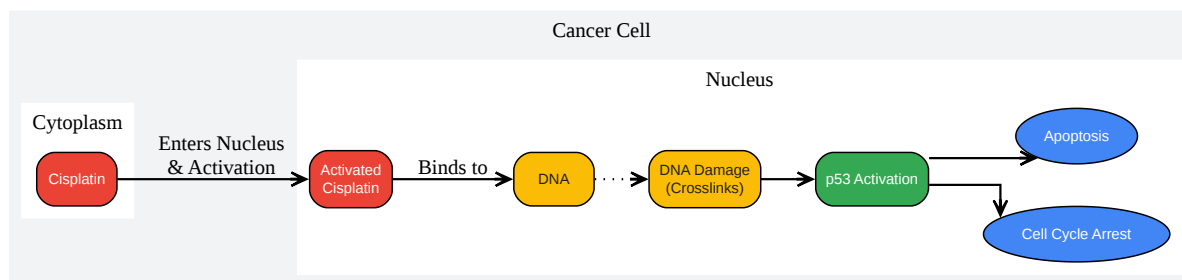 Cancer Cell
Nucleus
Cytoplasm
Cisplatin
Enters Nucleus
& Activation
Activated
Cisplatin
Binds to
DNA
DNA Damage
(Crosslinks)
p53 Activation
Apoptosis
Cell Cycle Arrest